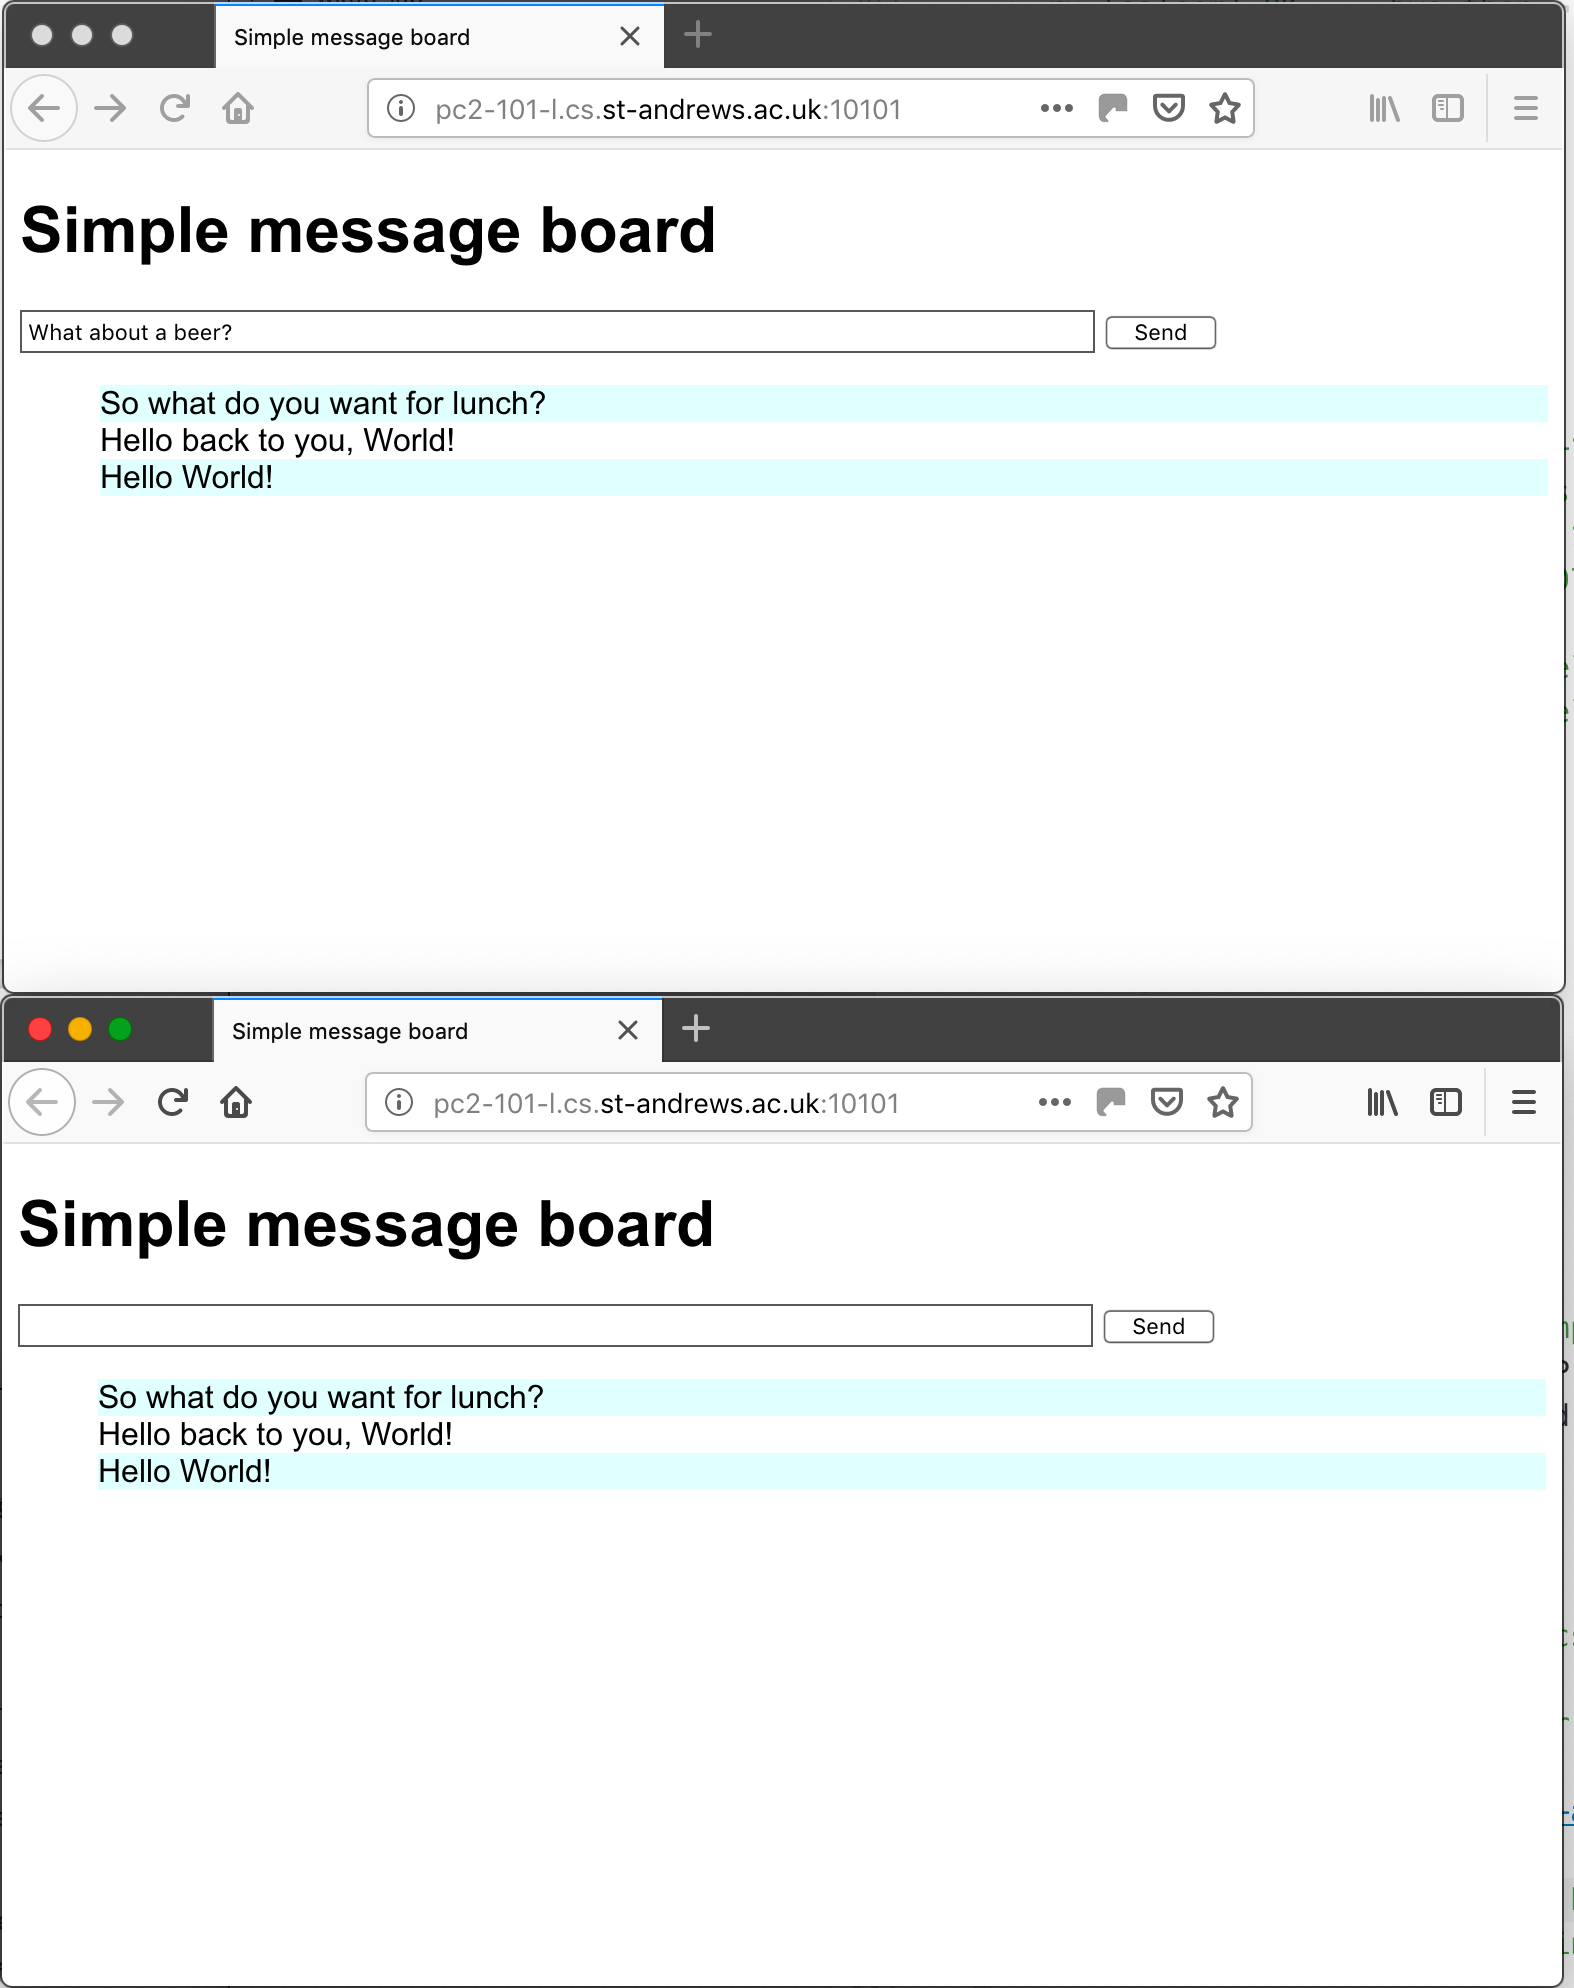 Simple message board
pc2-101-l.cs.st-andrews.ac.uk:10101
Simple message board
What about a beer? Send
So what do you want for lunch?
Hello back to you, World!
Hello World!
Simple message board
pc2-101-l.cs.st-andrews.ac.uk:10101
Simple message board
Send
So what do you want for lunch?
Hello back to you, World!
Hello World!